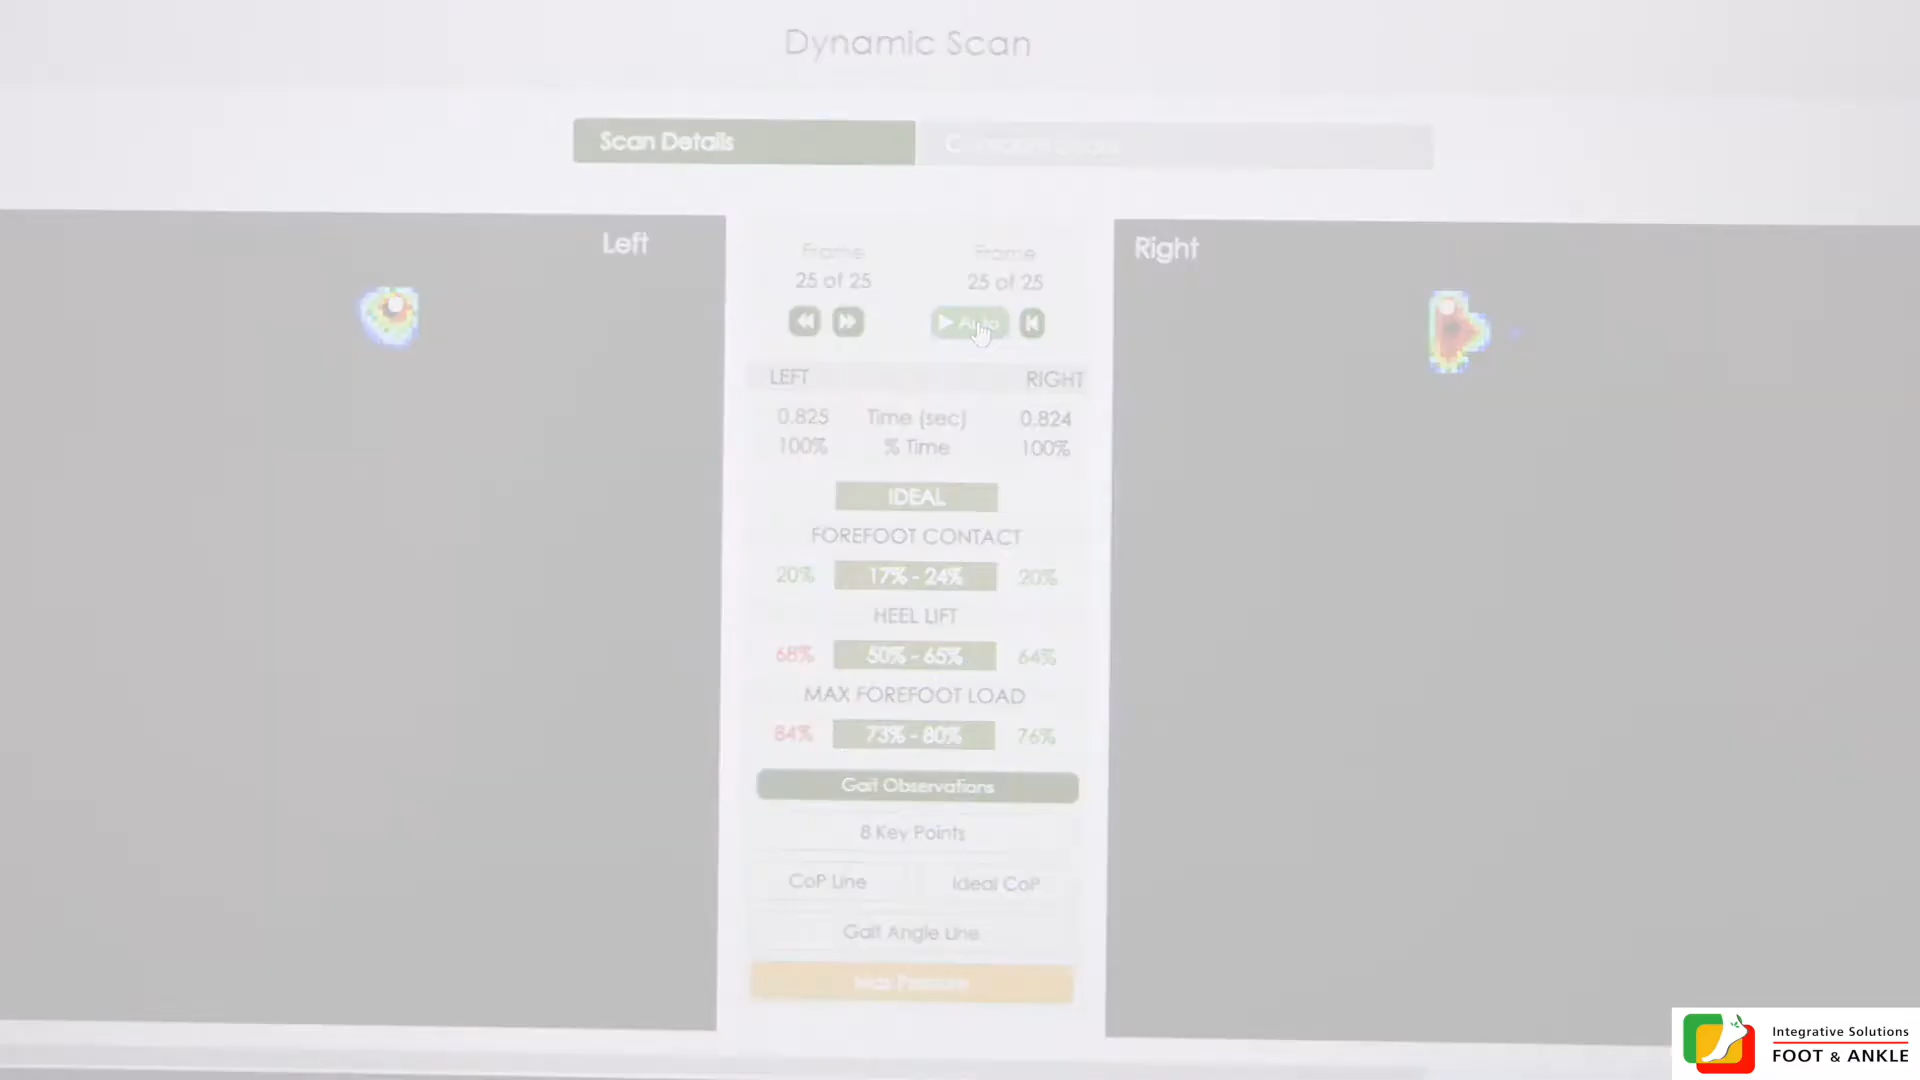 Dynamic Scan
Scan Details
Left
Right
Frame
Frame
25 of 25
25 of 25
Auto
LEFT
RIGHT
0.825 Time (sec) 0.824
100% % Time 100%
IDEAL
FOREFOOT CONTACT
20% 17% - 24% 20%
HEEL LIFT
68% 50% - 65% 64%
MAX FOREFOOT LOAD
84% 73% - 80% 76%
Gait Observations
8 Key Points
CoP Line
Ideal CoP
Gait Angle Line
Max Pressure
Integrative Solutions
FOOT & ANKLE